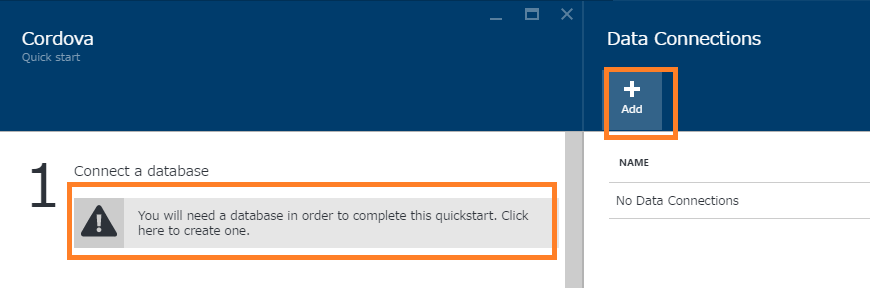 Cordova
Quick start
1
Connect a database
You will need a database in order to complete this quickstart. Click
here to create one.
Data Connections
Add
NAME
No Data Connections